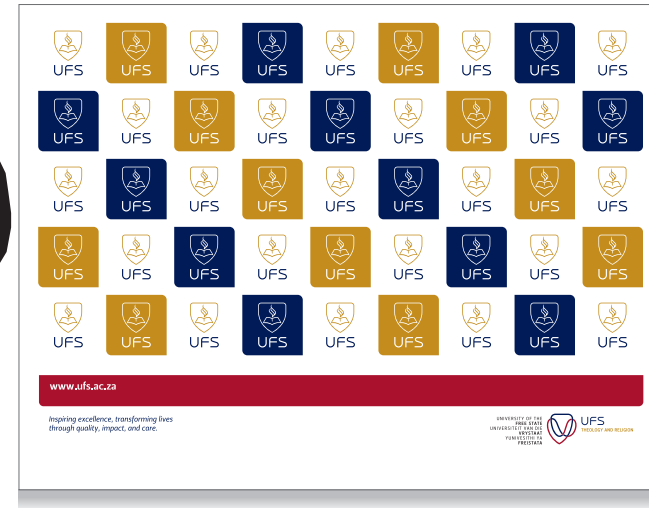 UFS UFS UFS UFS UFS UFS UFS UFS UFS
UFS UFS UFS UFS UFS UFS UFS UFS UFS
UFS UFS UFS UFS UFS UFS UFS UFS UFS
UFS UFS UFS UFS UFS UFS UFS UFS UFS
UFS UFS UFS UFS UFS UFS UFS UFS UFS
www.ufs.ac.za
Inspiring excellence, transforming lives
through quality, impact, and care.
UNIVERSITY OF THE
FREE STATE
UNIVERSITEIT VAN DIE
VRYSTAAT
YUNIVESITHI YA
FREISTATA
UFS
THEOLOGY AND RELIGION